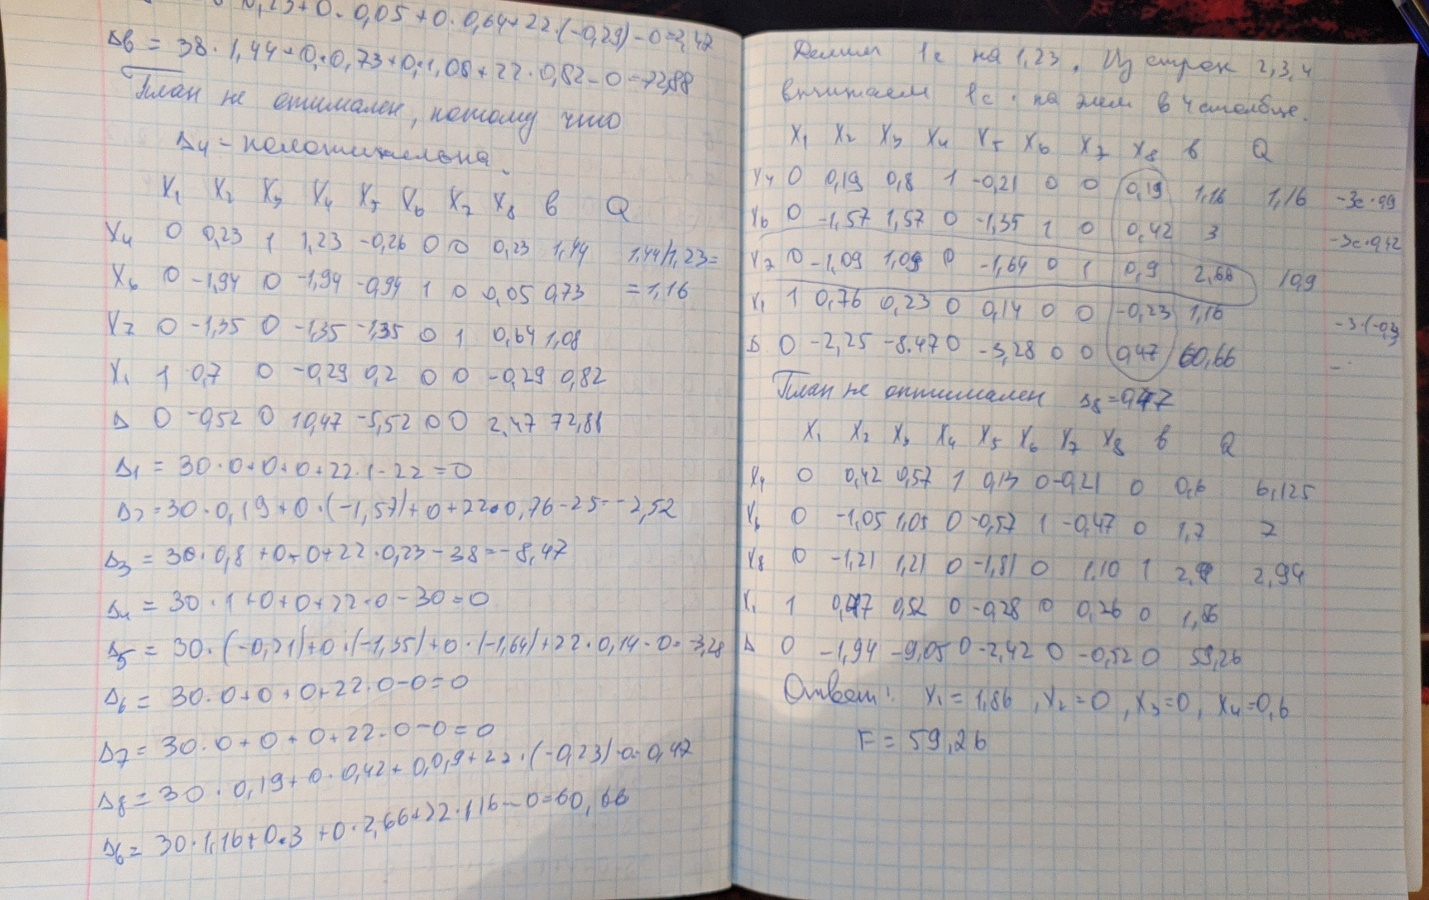 0,23+0·0,05+0·0,64+22·(-0,29)-0=2,42
Δb = 38·1,44+0·0,73+0·1,08+22·0,82-0=72,88
План не оптимален, потому что
Δ4 - положительна
X1 X2 X3 X4 X5 X6 X7 X8 в Q
X4 0 0,23 1 1,23 -0,26 0 0 0,23 1,44 1,44/1,23=
X6 0 -1,94 0 -1,94 -0,94 1 0 0,05 0,73 =1,16
X7 0 -1,35 0 -1,35 -1,35 0 1 0,64 1,08
X1 1 0,7 0 -0,29 0,2 0 0 -0,29 0,82
Δ 0 -0,52 0 10,47 -5,52 0 0 2,47 72,88
Δ1 = 30·0+0+0+22·1-22=0
Δ2=30·0,19+0·(-1,57)+0+22·0,76-25=-2,52
Δ3 = 30·0,8+0+0+22·0,23-38=-8,47
Δ4 = 30·1+0+0+22·0-30=0
Δ5 = 30·(-0,21)+0·(-1,35)+0·(-1,64)+22·0,14-0=-3,28
Δ6 = 30·0+0+0+22·0-0=0
Δ7 = 30·0+0+0+22·0-0=0
Δ8 = 30·0,19+0·0,42+0,0,9+22·(-0,23)-0=0,47
Δb = 30·1,16+0·3+0·2,66+22·1,16-0=60,66
Делим 1с на 1,23. Из строк 2,3,4
вычитаем 1с · на элем в 4 столбце.
X1 X2 X3 X4 X5 X6 X7 X8 в Q
X4 0 0,19 0,8 1 -0,21 0 0 0,19 1,16 1,16
X6 0 -1,57 1,57 0 -1,35 1 0 0,42 3 -3с·0,42
X7 0 -1,09 1,09 0 -1,64 0 1 0,9 2,66
X1 1 0,76 0,23 0 0,14 0 0 -0,23 1,16
Δ 0 -2,25 -8.47 0 -3,28 0 0 0,47 60,66
План не оптимален Δ8=0,47
X1 X2 X3 X4 X5 X6 X7 X8 в Q
X4 0 0,42 0,57 1 0,13 0 -0,21 0 0,6 6,125
X6 0 -1,05 1,05 0 -0,57 1 -0,47 0 1,7 7
X8 0 -1,21 1,21 0 -1,81 0 1,10 1 2,94
X1 1 0,47 0,52 0 -0,28 0 0,26 0 1,86
Δ 0 -1,94 -9,05 0 -2,42 0 -0,52 0 59,26
Ответ: X1=1,86, X2=0, X3=0, X4=0,6
F = 59,26